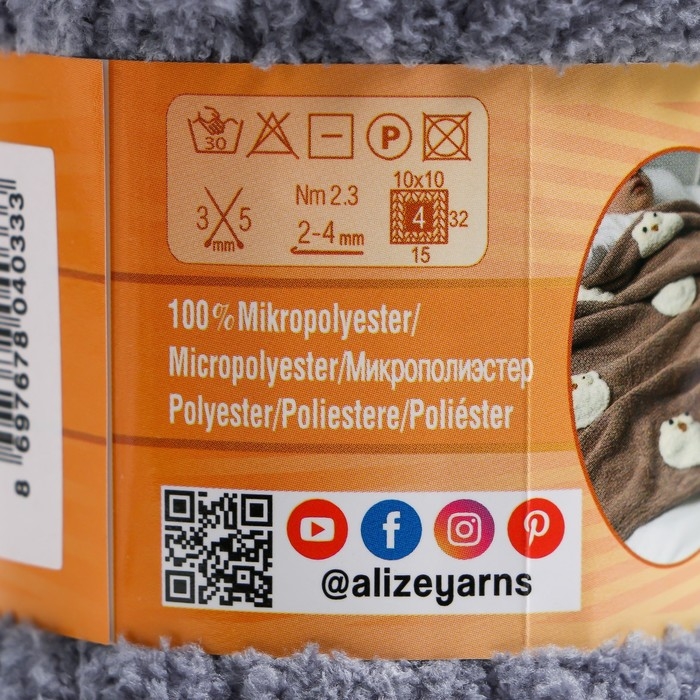 30
P
3 5
mm
Nm 2.3
2-4 mm
10x10
4
32
15
100% Mikropolyester/
Micropolyester/Микрополиэстер
Polyester/Poliestere/Poliéster
@alizeyarns
8 697678 040333